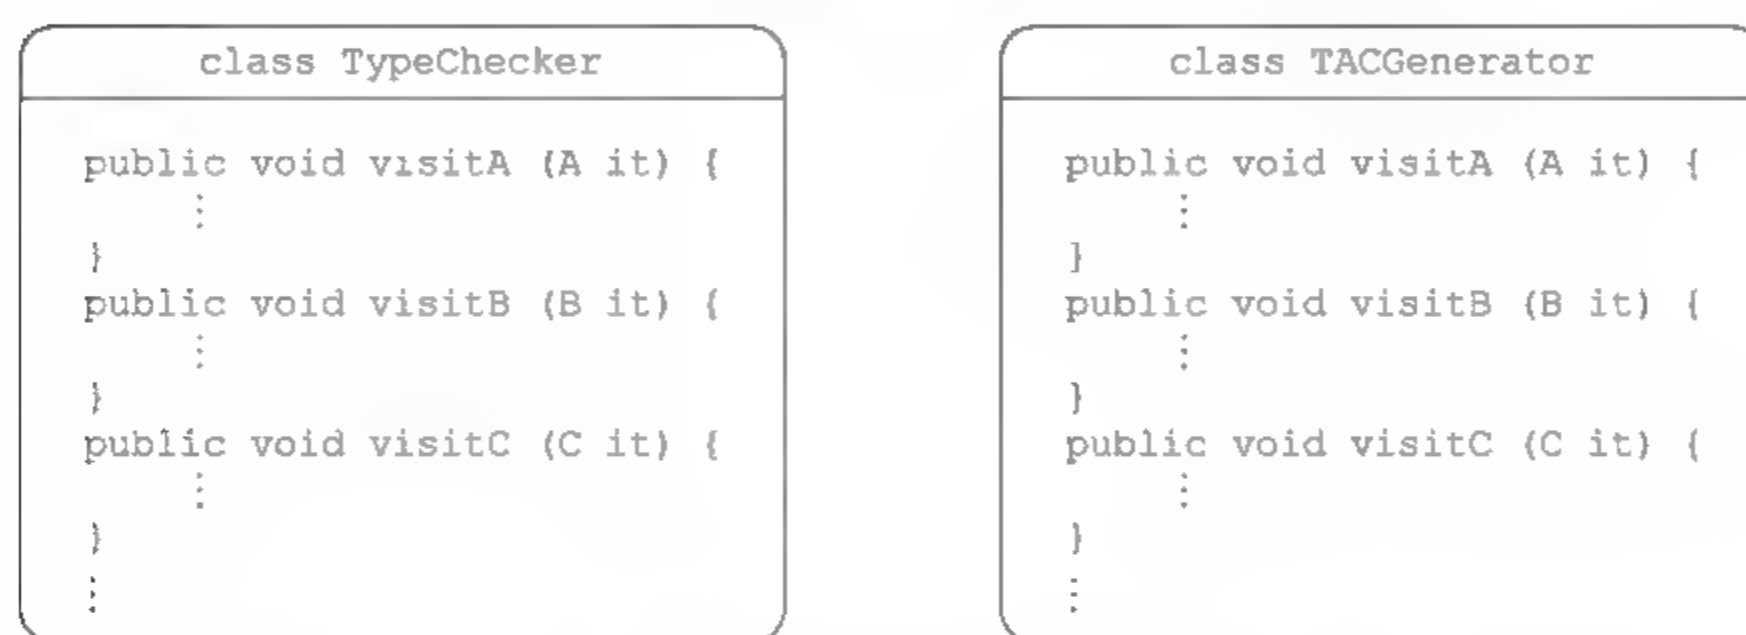 class TypeChecker
public void visitA (A it) {
⋮
}
public void visitB (B it) {
⋮
}
public void visitC (C it) {
⋮
}
⋮
class TACGenerator
public void visitA (A it) {
⋮
}
public void visitB (B it) {
⋮
}
public void visitC (C it) {
⋮
}
⋮